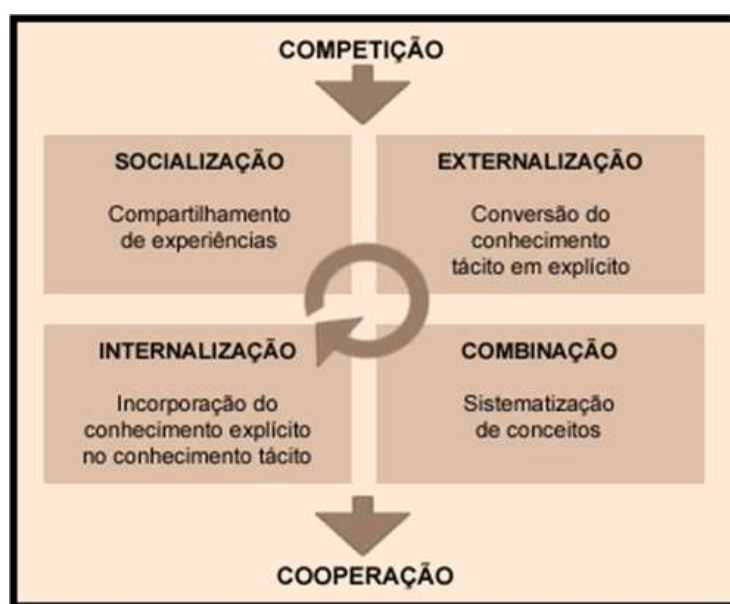 COMPETIÇÃO
SOCIALIZAÇÃO
Compartilhamento
de experiências
EXTERNALIZAÇÃO
Conversão do
conhecimento
tácito em explícito
INTERNALIZAÇÃO
Incorporação do
conhecimento explícito
no conhecimento tácito
COMBINAÇÃO
Sistematização
de conceitos
COOPERAÇÃO